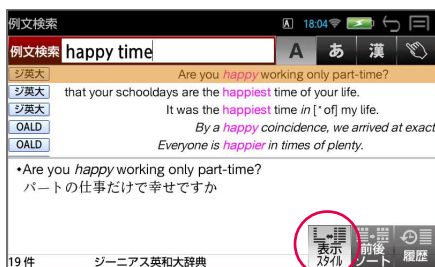 例文検索 A 18:04
例文検索 happy time A あ 漢
ジ英大 Are you happy working only part-time?
ジ英大 that your schooldays are the happiest time of your life.
ジ英大 It was the happiest time in [*of] my life.
OALD By a happy coincidence, we arrived at exact
OALD Everyone is happier in times of plenty.
•Are you happy working only part-time?
パートの仕事だけで幸せですか
表示スタイル 前後ソート 履歴
19 件 ジーニアス英和大辞典